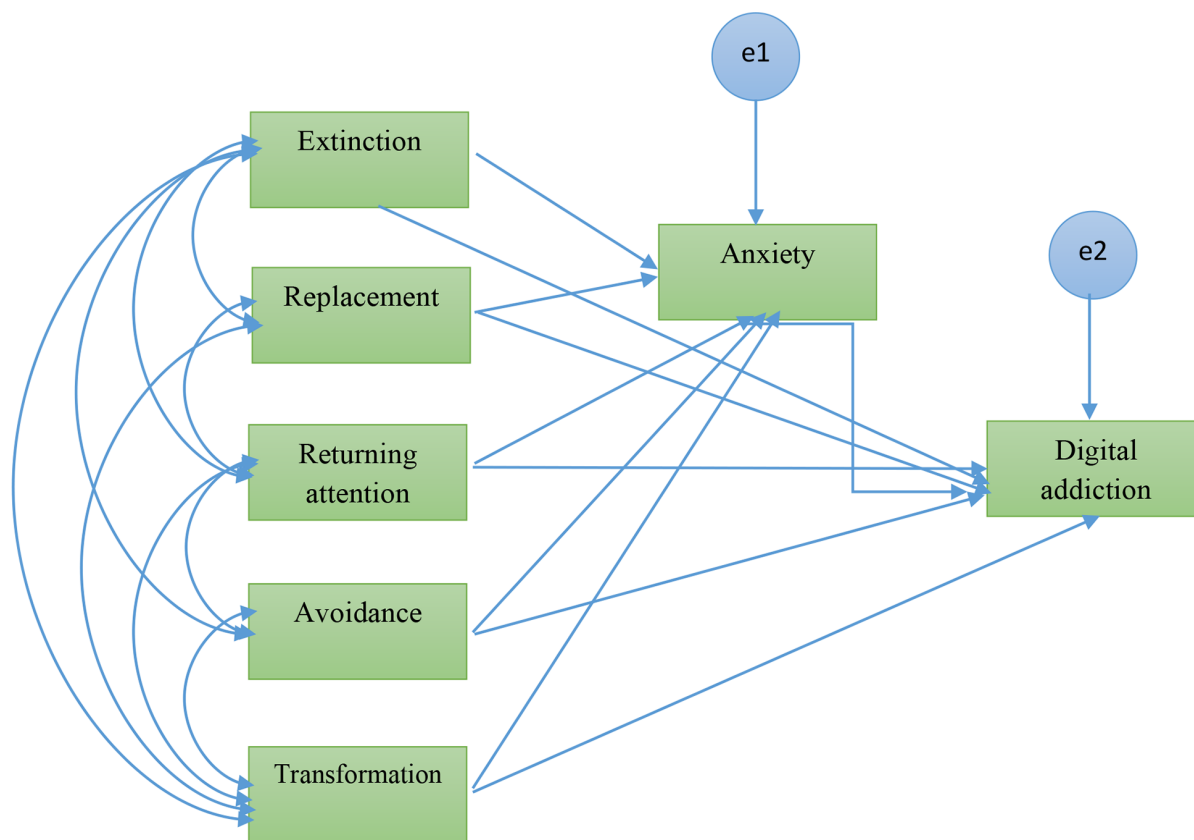 e1
Extinction
Anxiety
e2
Replacement
Returning
attention
Digital
addiction
Avoidance
Transformation